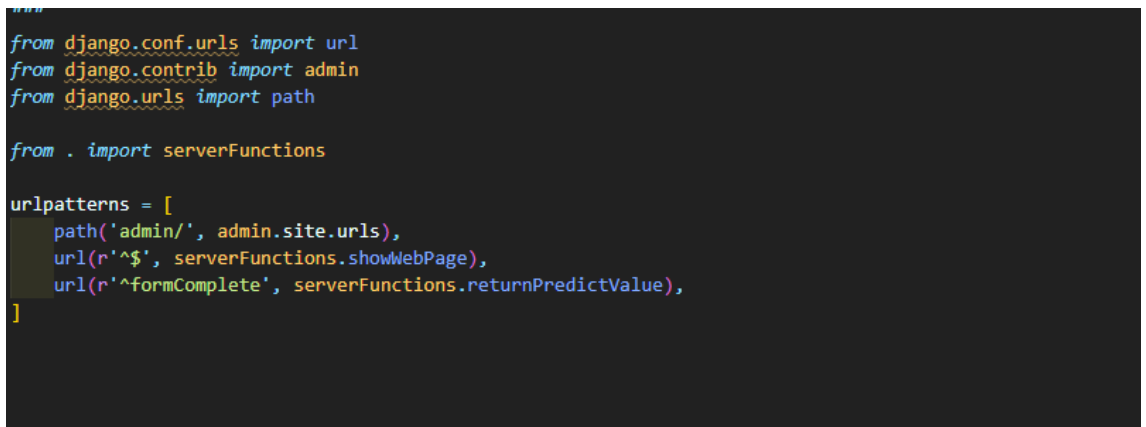 from django.conf.urls import url
from django.contrib import admin
from django.urls import path
from . import serverFunctions
urlpatterns = [
    path('admin/', admin.site.urls),
    url(r'^$', serverFunctions.showWebPage),
    url(r'^formComplete', serverFunctions.returnPredictValue),
]